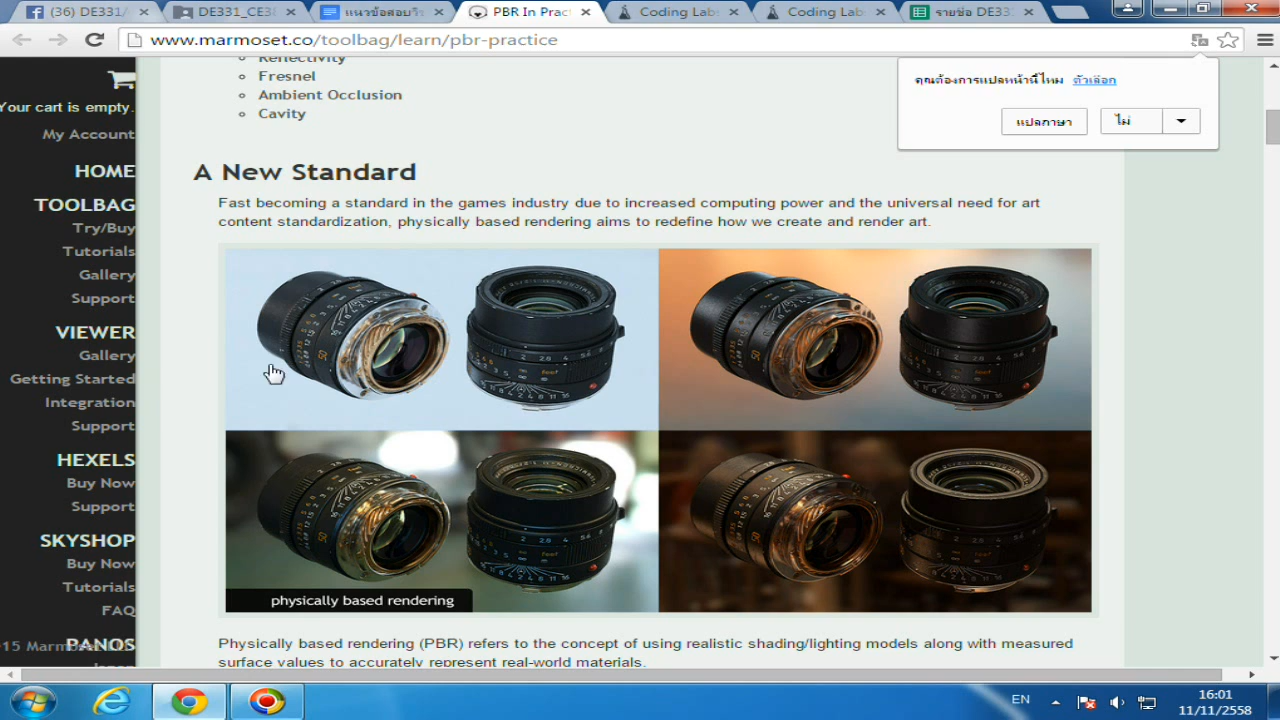 (36) DE331/
DE331_CE38
แนวข้อสอบวิช
PBR In Prac
Coding Lab
Coding Lab
รายชื่อ DE33
www.marmoset.co/toolbag/learn/pbr-practice
คุณต้องการแปลหน้านี้ไหม ตัวเลือก
แปลภาษา
ไม่
Your cart is empty.
My Account
HOME
TOOLBAG
Try/Buy
Tutorials
Gallery
Support
VIEWER
Gallery
Getting Started
Integration
Support
HEXELS
Buy Now
Support
SKYSHOP
Buy Now
Tutorials
FAQ
PANOS
Reflectivity
Fresnel
Ambient Occlusion
Cavity
A New Standard
Fast becoming a standard in the games industry due to increased computing power and the universal need for art
content standardization, physically based rendering aims to redefine how we create and render art.
physically based rendering
Physically based rendering (PBR) refers to the concept of using realistic shading/lighting models along with measured
surface values to accurately represent real-world materials.
EN
16:01
11/11/2558